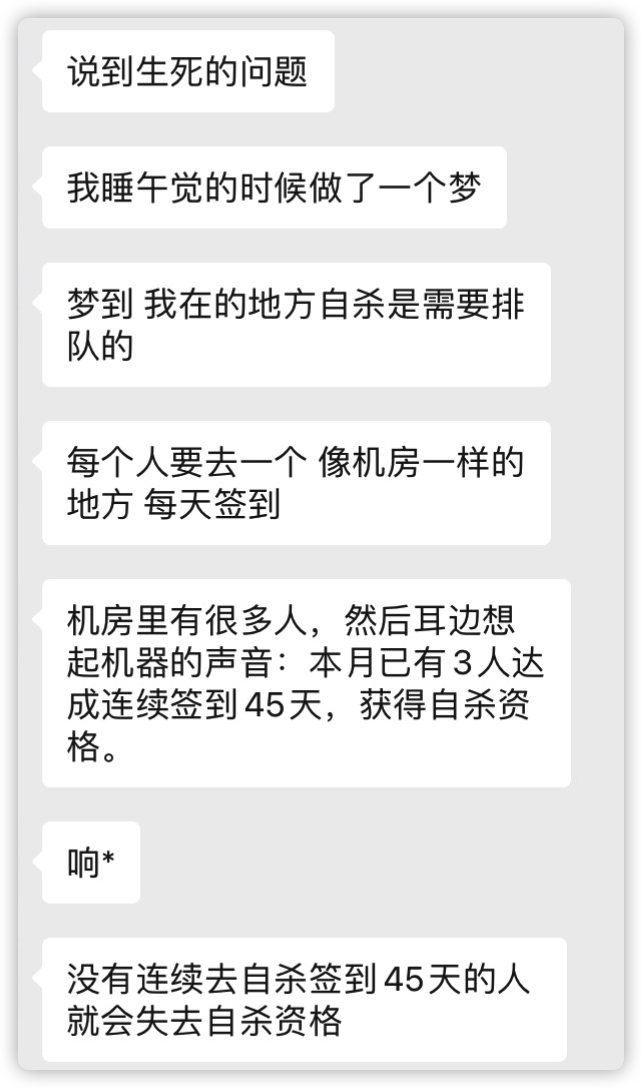 说到生死的问题
我睡午觉的时候做了一个梦
梦到 我在的地方自杀是需要排
队的
每个人要去一个 像机房一样的
地方 每天签到
机房里有很多人，然后耳边想
起机器的声音：本月已有3人达
成连续签到45天，获得自杀资
格。
响*
没有连续去自杀签到45天的人
就会失去自杀资格